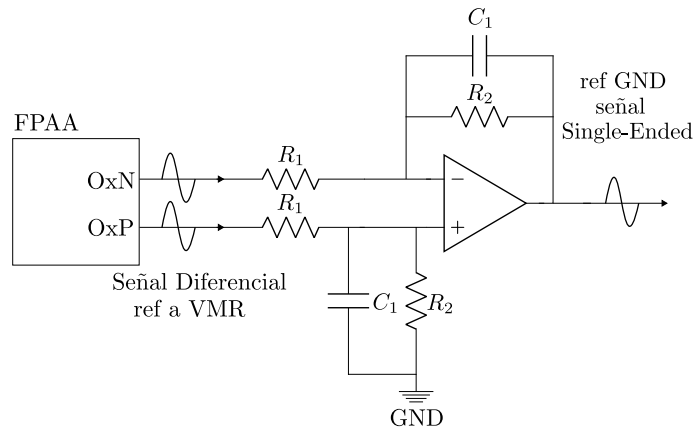 C1
ref GND
señal
Single-Ended
R2
FPAA
OxN
R1
−
R1
OxP
+
Señal Diferencial
ref a VMR
C1
R2
GND